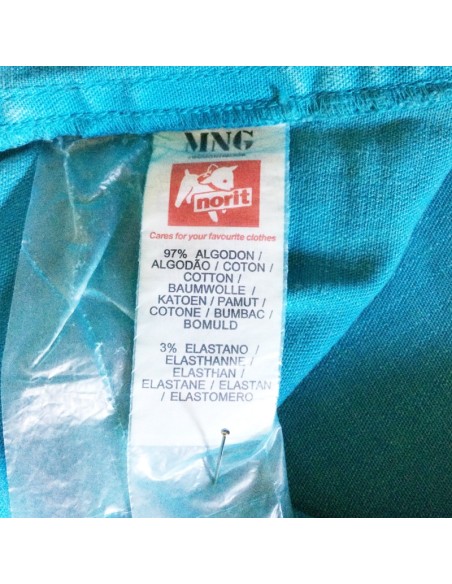 MNG
norit
Cares for your favourite clothes
97% ALGODON /
ALGODÃO / COTON /
COTTON /
BAUMWOLLE /
KATOEN / PAMUT /
COTONE / BUMBAC /
BOMULD
3% ELASTANO /
ELASTHANNE /
ELASTHAN /
ELASTANE / ELASTAN
/ ELASTOMERO /